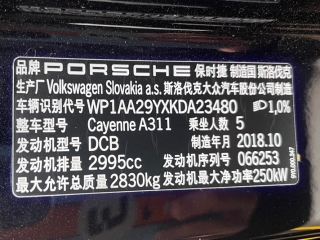 品牌 PORSCHE 保时捷 制造国 斯洛伐克
生产厂 Volkswagen Slovakia a.s. 斯洛伐克大众汽车股份公司制造
车辆识别代号 WP1AA29YXKDA23480 1,0%
整车型号 Cayenne A311 乘坐人数 5
发动机型号 DCB 制造年月 2018.10
发动机排量 2995cc 发动机序列号 066253
最大允许总质量 2830kg 发动机最大净功率 250kW